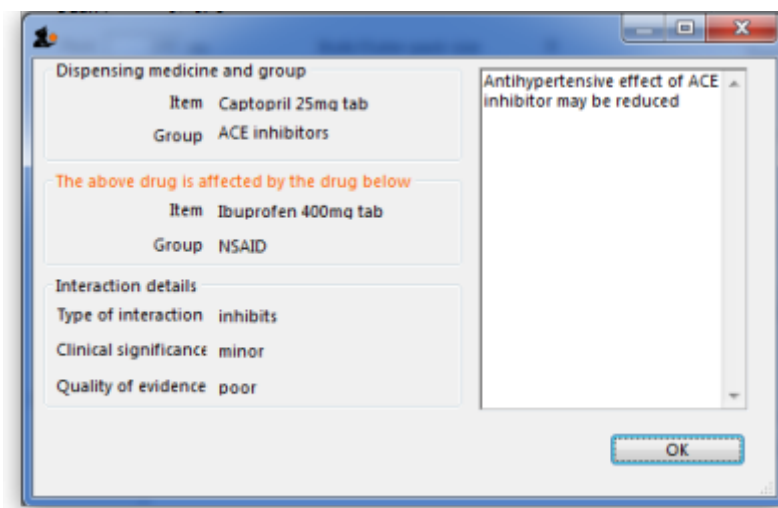 Dispensing medicine and group
Item Captopril 25mg tab
Group ACE inhibitors
The above drug is affected by the drug below
Item Ibuprofen 400mg tab
Group NSAID
Interaction details
Type of interaction inhibits
Clinical significance minor
Quality of evidence poor
Antihypertensive effect of ACE
inhibitor may be reduced
OK